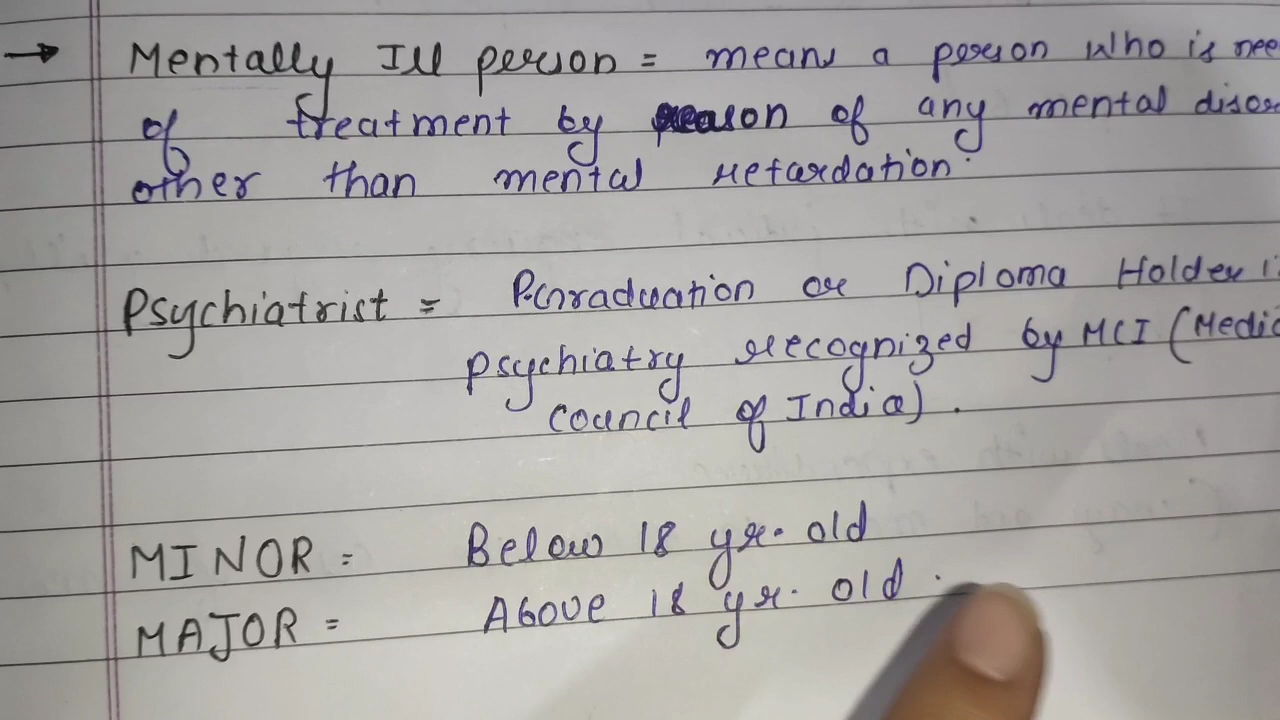 → Mentally Ill person = means a person who is nee
of treatment by reason of any mental disor
other than mental retardation.
Psychiatrist = P.Graduation or Diploma Holder i
psychiatry recognized by MCI (Medic
council of India).
MINOR = Below 18 yr. old
MAJOR = Above 18 yr. old.